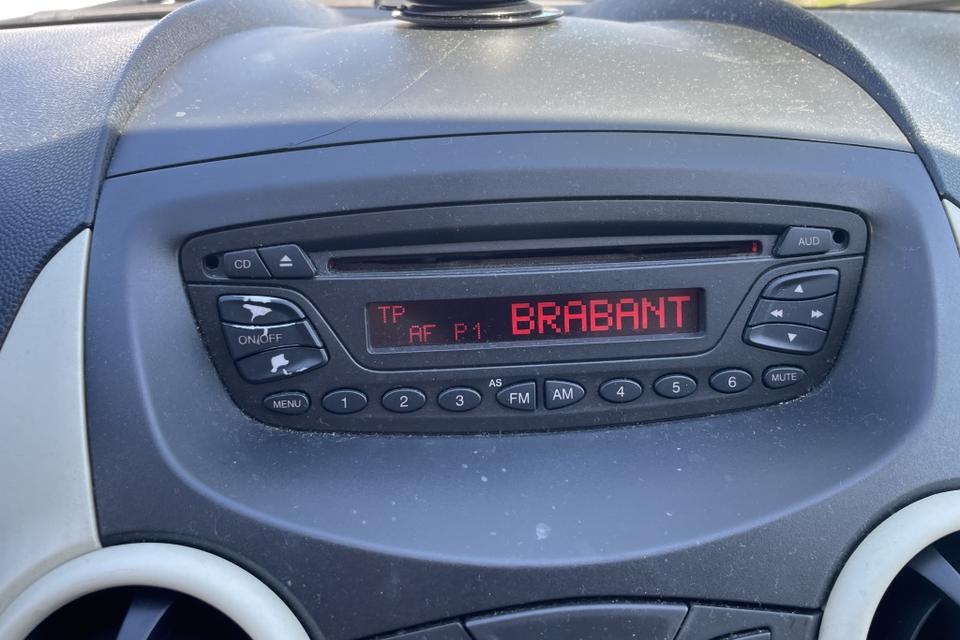 CD
AUD
TP
AF P1 BRABANT
ON/OFF
MENU 1 2 3 AS FM AM 4 5 6 MUTE